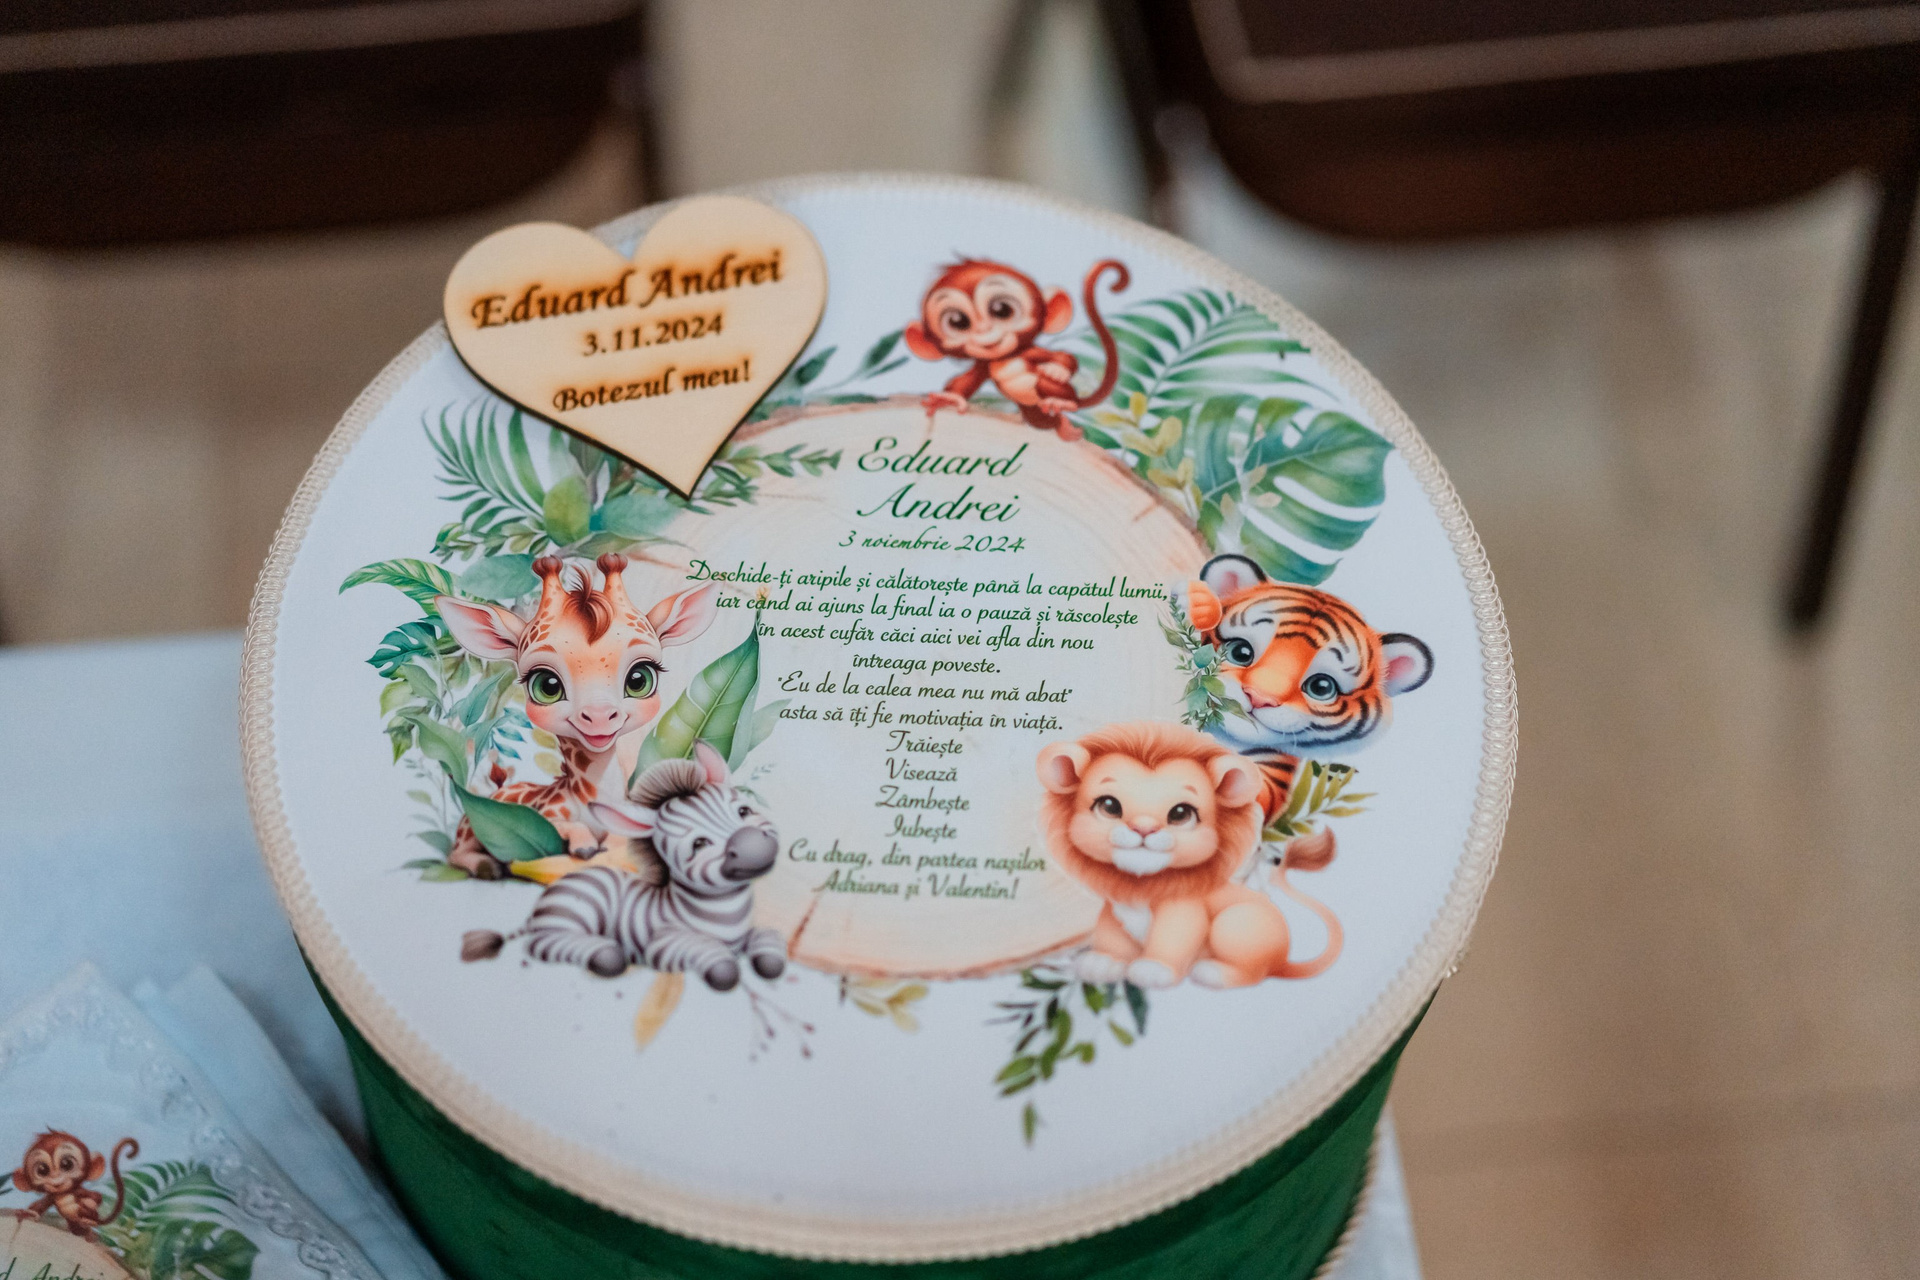 Eduard Andrei
3.11.2024
Botezul meu!
Eduard
Andrei
3 noiembrie 2024
Deschide-ți aripile și călătorește până la capătul lumii,
iar când ai ajuns la final ia o pauză și răscolește
în acest cufăr căci aici vei afla din nou
întreaga poveste.
"Eu de la calea mea nu mă abat"
asta să îți fie motivația în viață.
Trăiește
Visează
Zâmbește
Iubește
Cu drag, din partea nașilor
Adriana și Valentin!
Andrei